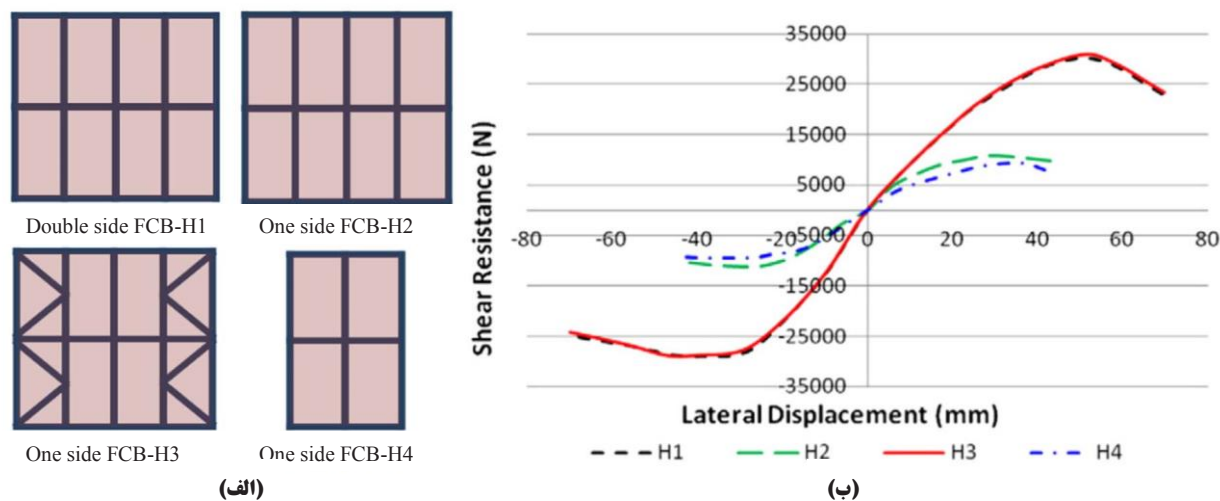 Double side FCB-H1
One side FCB-H2
One side FCB-H3
One side FCB-H4
(الف)
Shear Resistance (N)
35000
25000
15000
5000
-5000
-15000
-25000
-35000
-80 -60 -40 -20 0 20 40 60 80
Lateral Displacement (mm)
H1 H2 H3 H4
(ب)